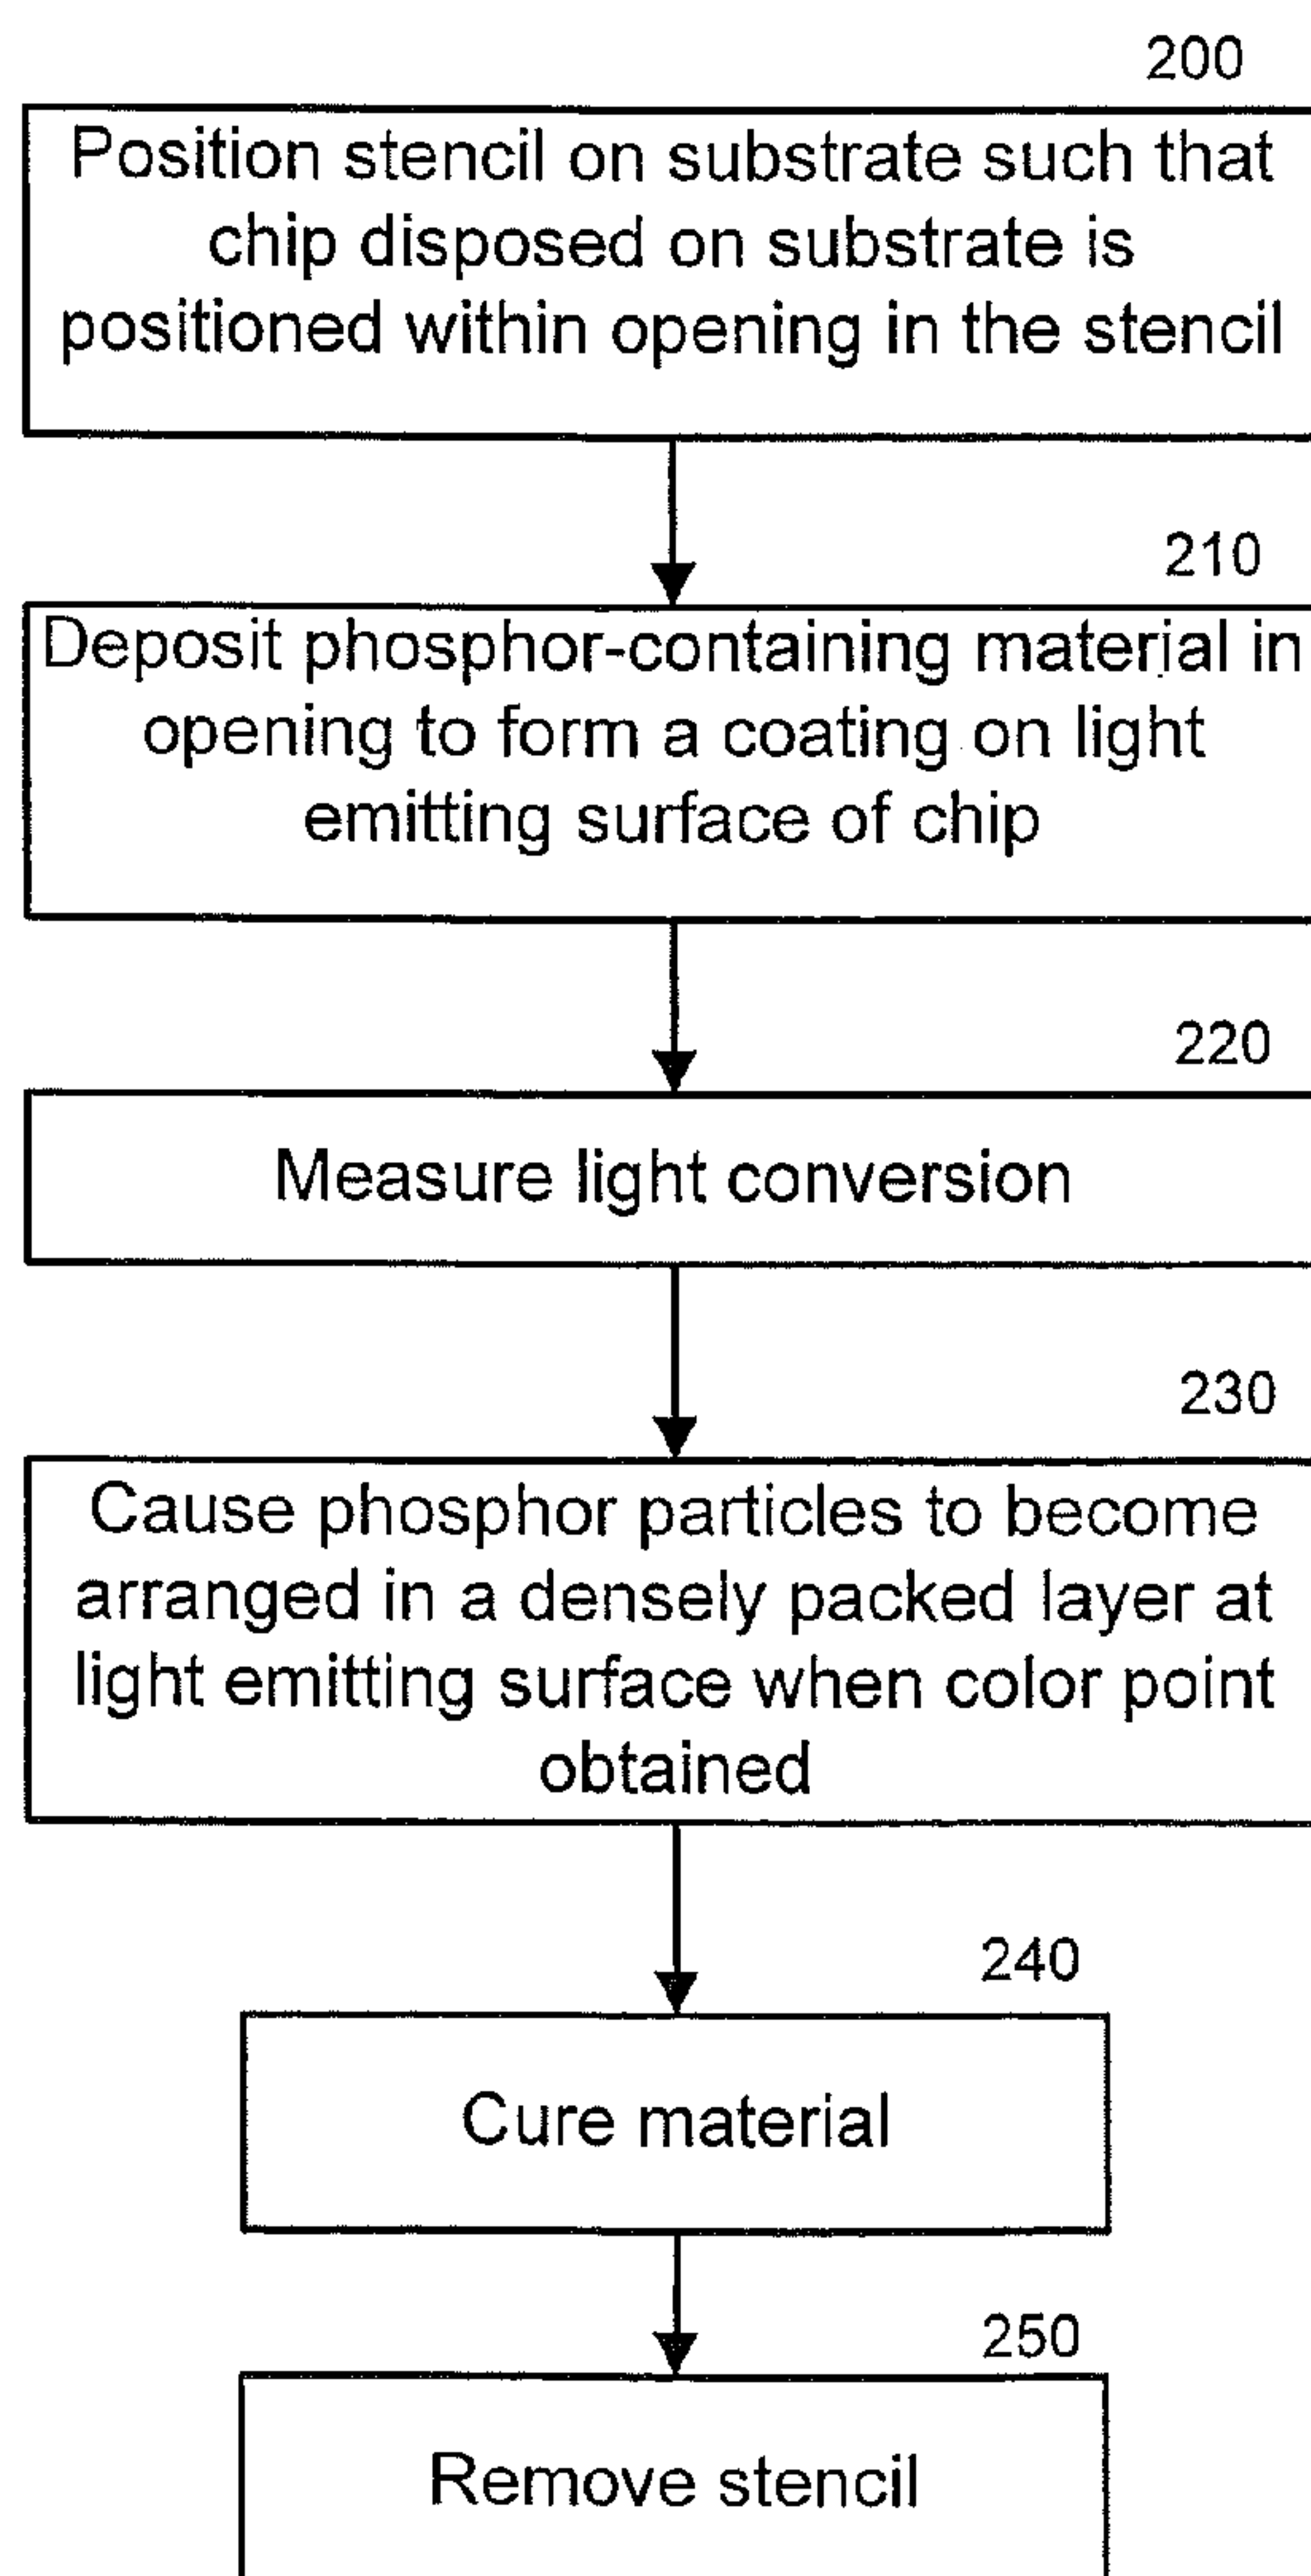 200
Position stencil on substrate such that
chip disposed on substrate is
positioned within opening in the stencil
210
Deposit phosphor-containing material in
opening to form a coating on light
emitting surface of chip
220
Measure light conversion
230
Cause phosphor particles to become
arranged in a densely packed layer at
light emitting surface when color point
obtained
240
Cure material
250
Remove stencil